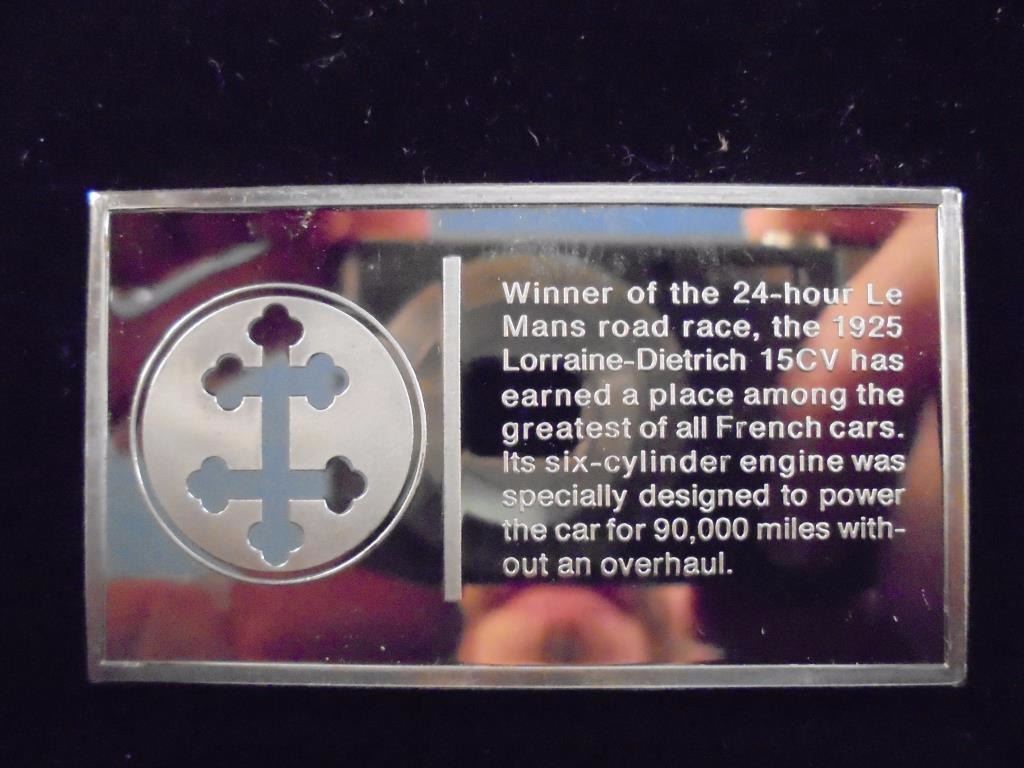 Winner of the 24-hour Le
Mans road race, the 1925
Lorraine-Dietrich 15CV has
earned a place among the
greatest of all French cars.
Its six-cylinder engine was
specially designed to power
the car for 90,000 miles with-
out an overhaul.